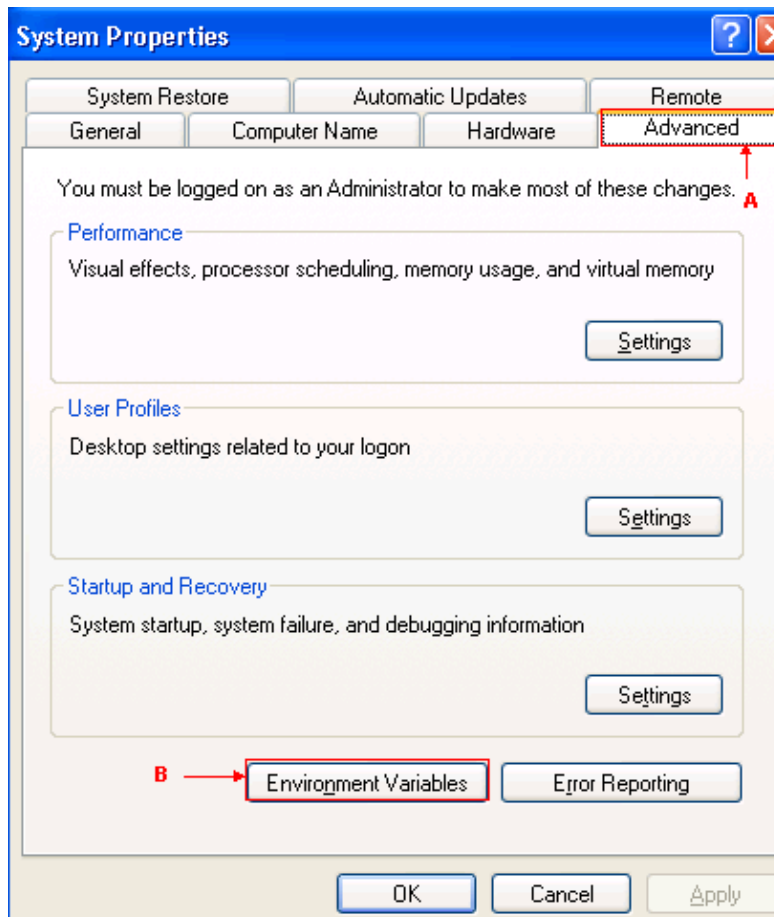 System Properties
System Restore Automatic Updates Remote
General Computer Name Hardware Advanced
You must be logged on as an Administrator to make most of these changes.
A
Performance
Visual effects, processor scheduling, memory usage, and virtual memory
Settings
User Profiles
Desktop settings related to your logon
Settings
Startup and Recovery
System startup, system failure, and debugging information
Settings
B Environment Variables Error Reporting
OK Cancel Apply